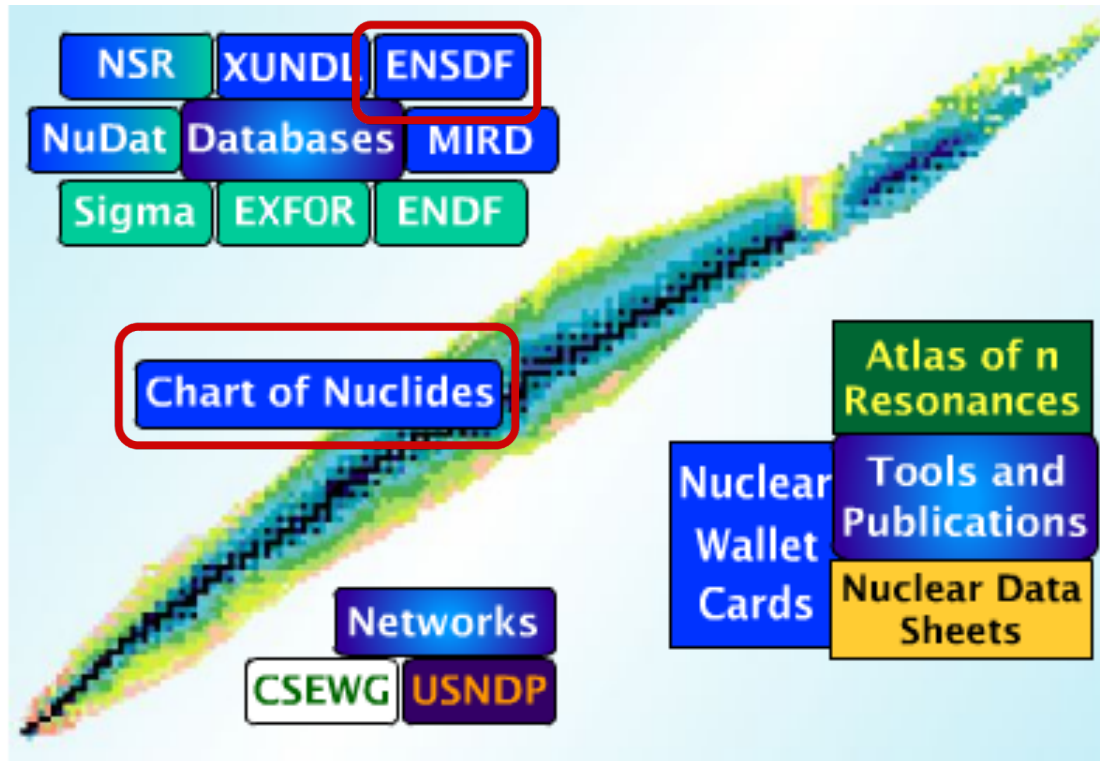 NSR
XUNDL
ENSDF
NuDat
Databases
MIRD
Sigma
EXFOR
ENDF
Chart of Nuclides
Atlas of n
Resonances
Nuclear
Wallet
Cards
Tools and
Publications
Nuclear Data
Sheets
Networks
CSEWG
USNDP